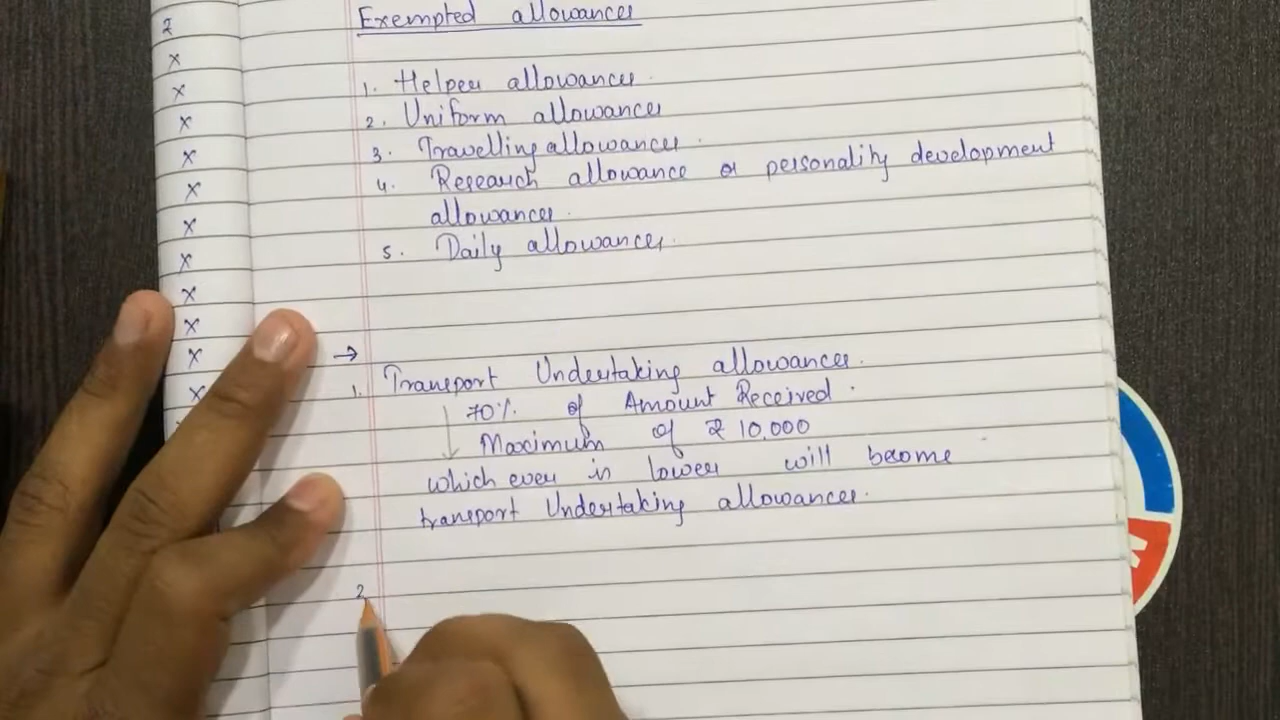 2
Exempted allowances
x
1. Helper allowances.
x
2. Uniform allowances
x
3. Travelling allowances.
x
4. Research allowance or personality development
x
allowances.
x
5. Daily allowances.
x
x
x
→
x
1. Transport Undertaking allowances.
x
70% of Amount Received.
Maximum of ₹ 10,000
which ever is lower will become
transport Undertaking allowances.
2